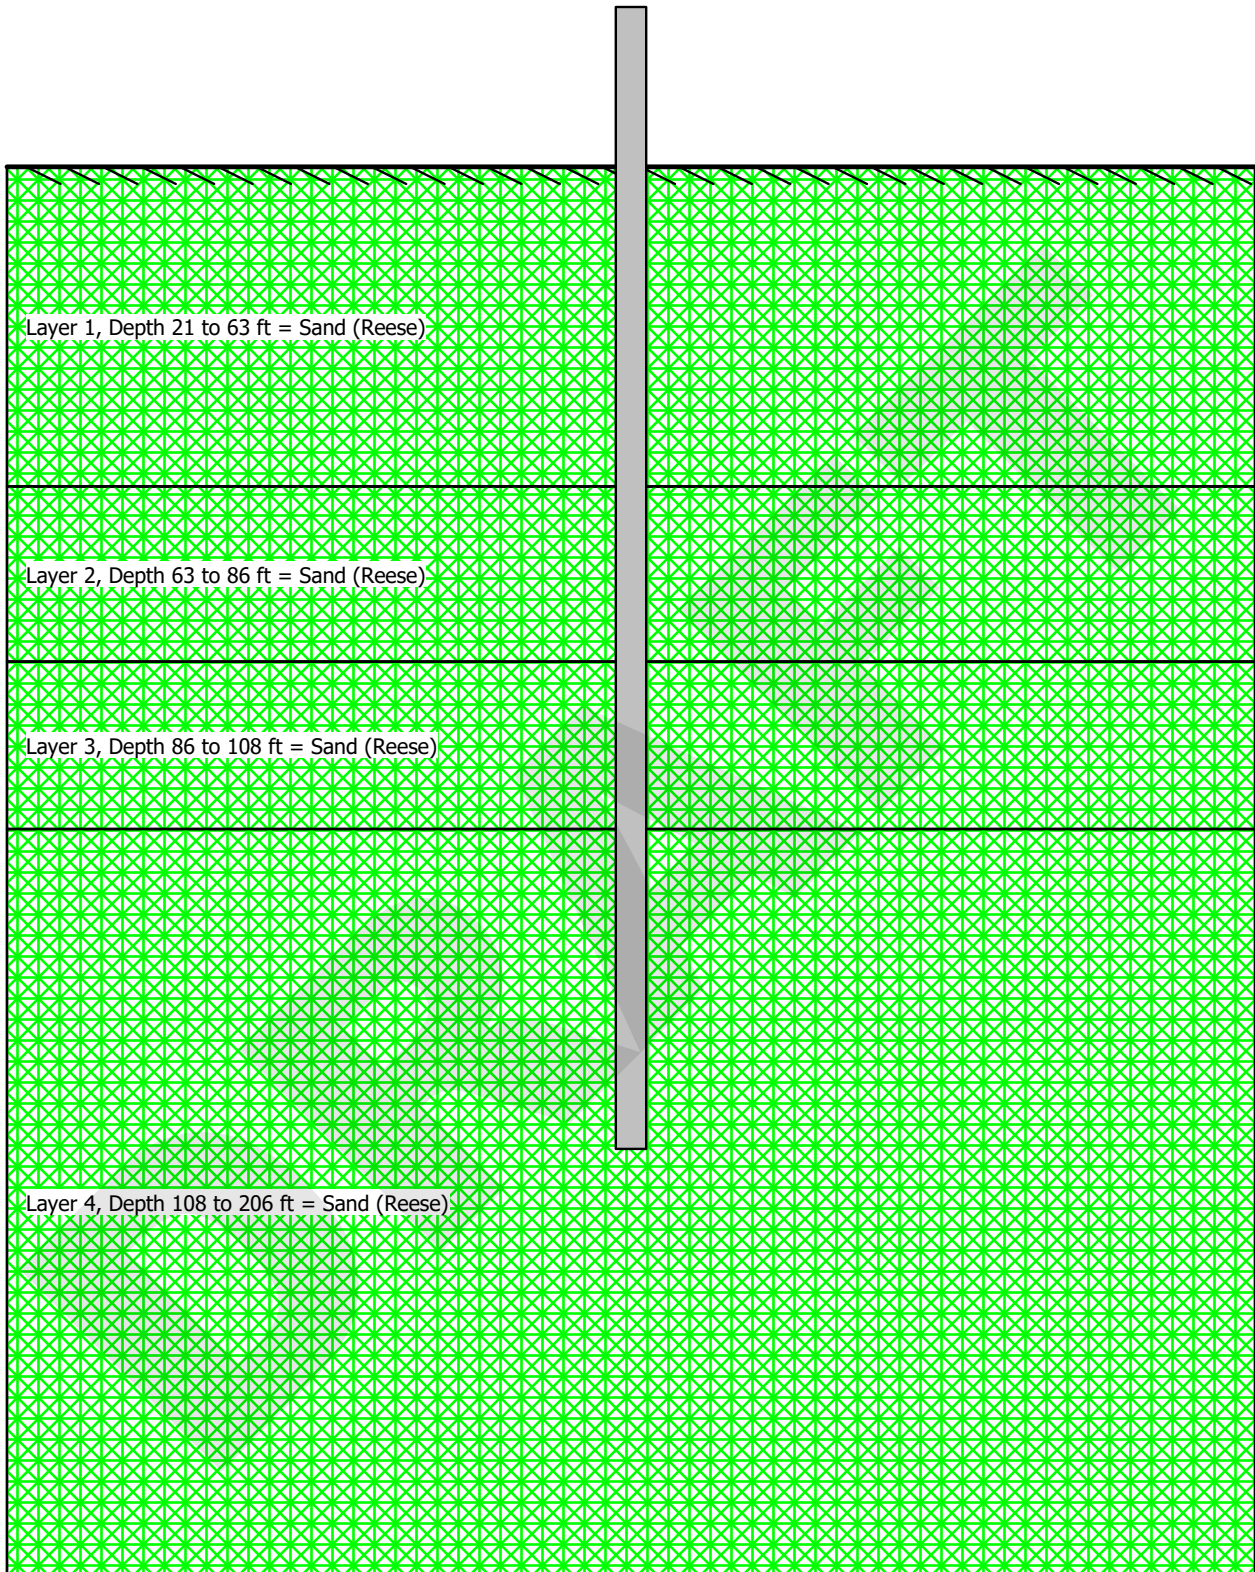 Layer 1, Depth 21 to 63 ft = Sand (Reese)
Layer 2, Depth 63 to 86 ft = Sand (Reese)
Layer 3, Depth 86 to 108 ft = Sand (Reese)
Layer 4, Depth 108 to 206 ft = Sand (Reese)